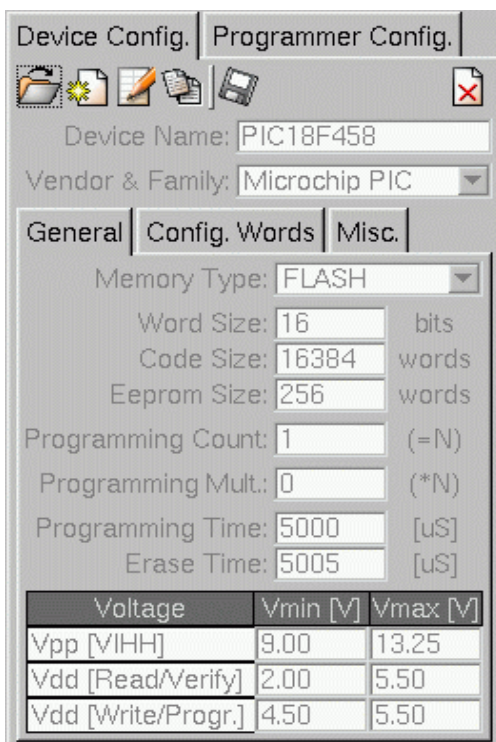 Device Config. Programmer Config.
Device Name: PIC18F458
Vendor & Family: Microchip PIC
General Config. Words Misc.
Memory Type: FLASH
Word Size: 16 bits
Code Size: 16384 words
Eeprom Size: 256 words
Programming Count: 1 (=N)
Programming Mult.: 0 (*N)
Programming Time: 5000 [uS]
Erase Time: 5005 [uS]
Voltage Vmin [V] Vmax [V]
Vpp [VIHH] 9.00 13.25
Vdd [Read/Verify] 2.00 5.50
Vdd [Write/Progr.] 4.50 5.50